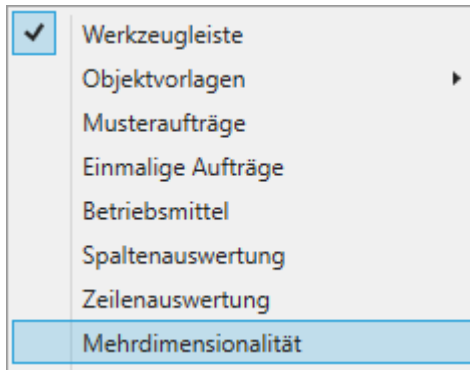 Werkzeugleiste
Objektvorlagen
Musteraufträge
Einmalige Aufträge
Betriebsmittel
Spaltenauswertung
Zeilenauswertung
Mehrdimensionalität